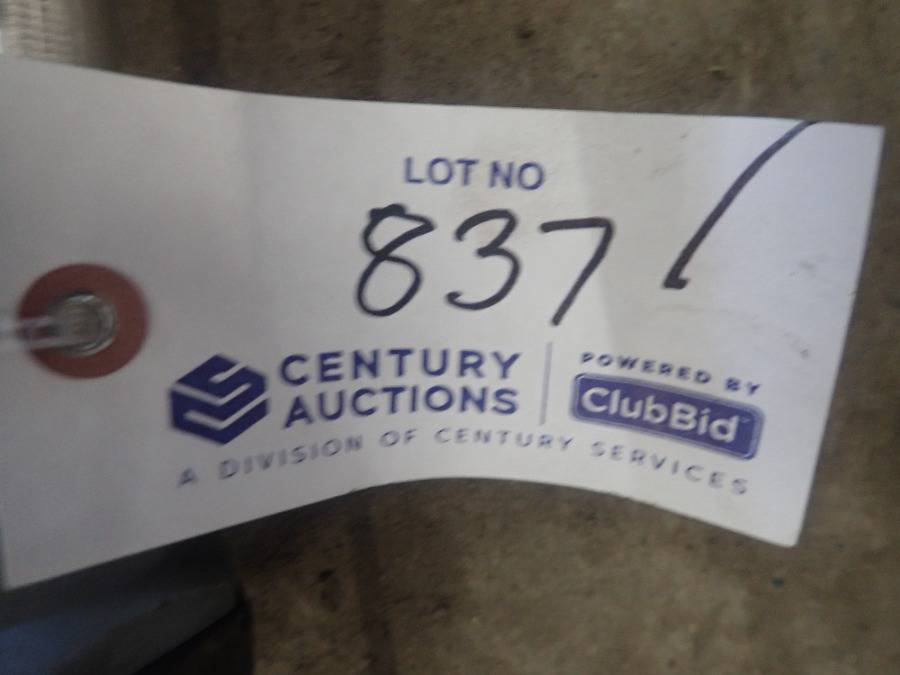 LOT NO
837
CENTURY
AUCTIONS
POWERED BY
ClubBid
A DIVISION OF CENTURY SERVICES